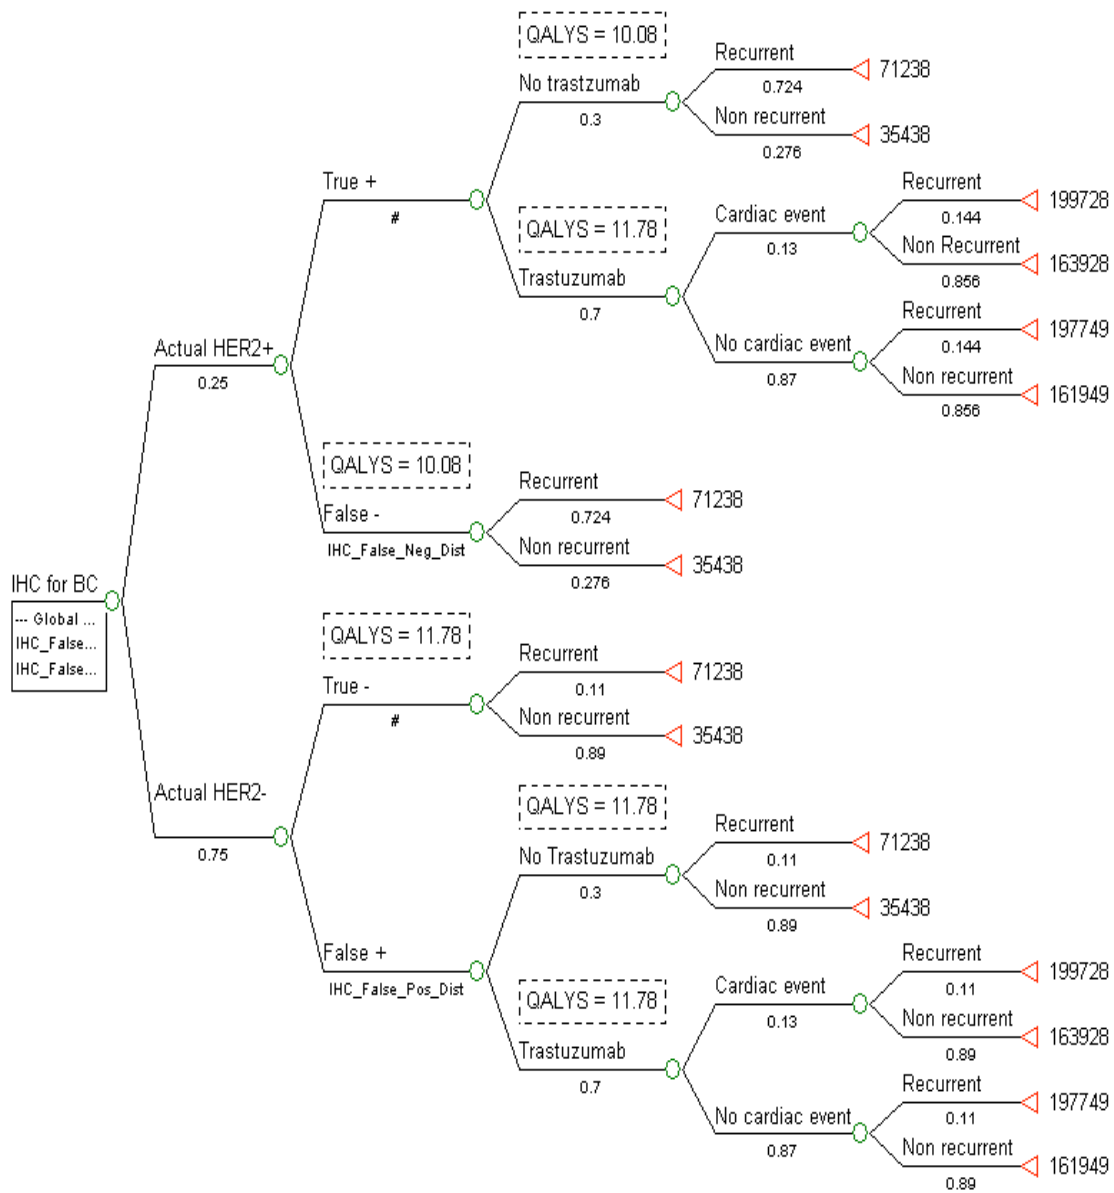 QALYS = 10.08
Recurrent
71238
0.724
No trastzumab
0.3
Non recurrent
35438
0.276
True +
#
Recurrent
199728
0.144
QALYS = 11.78
Cardiac event
0.13
Non Recurrent
163928
0.856
Trastuzumab
0.7
Recurrent
197749
0.144
No cardiac event
0.87
Non recurrent
161949
0.856
Actual HER2+
0.25
QALYS = 10.08
Recurrent
71238
0.724
False -
IHC_False_Neg_Dist
Non recurrent
35438
0.276
IHC for BC
--- Global ...
IHC_False...
IHC_False...
QALYS = 11.78
Recurrent
71238
0.11
True -
#
Non recurrent
35438
0.89
Actual HER2-
0.75
QALYS = 11.78
Recurrent
71238
0.11
No Trastuzumab
0.3
Non recurrent
35438
0.89
False +
IHC_False_Pos_Dist
Recurrent
199728
0.11
QALYS = 11.78
Cardiac event
0.13
Non recurrent
163928
0.89
Trastuzumab
0.7
Recurrent
197749
0.11
No cardiac event
0.87
Non recurrent
161949
0.89